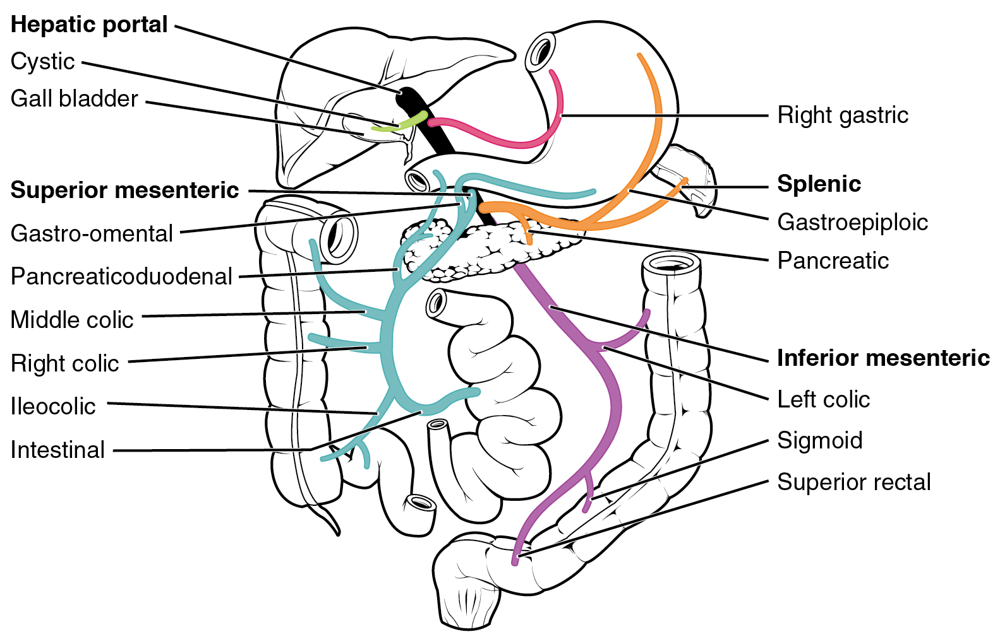 Hepatic portal
Cystic
Gall bladder
Superior mesenteric
Gastro-omental
Pancreaticoduodenal
Middle colic
Right colic
Ileocolic
Intestinal
Right gastric
Splenic
Gastroepiploic
Pancreatic
Inferior mesenteric
Left colic
Sigmoid
Superior rectal